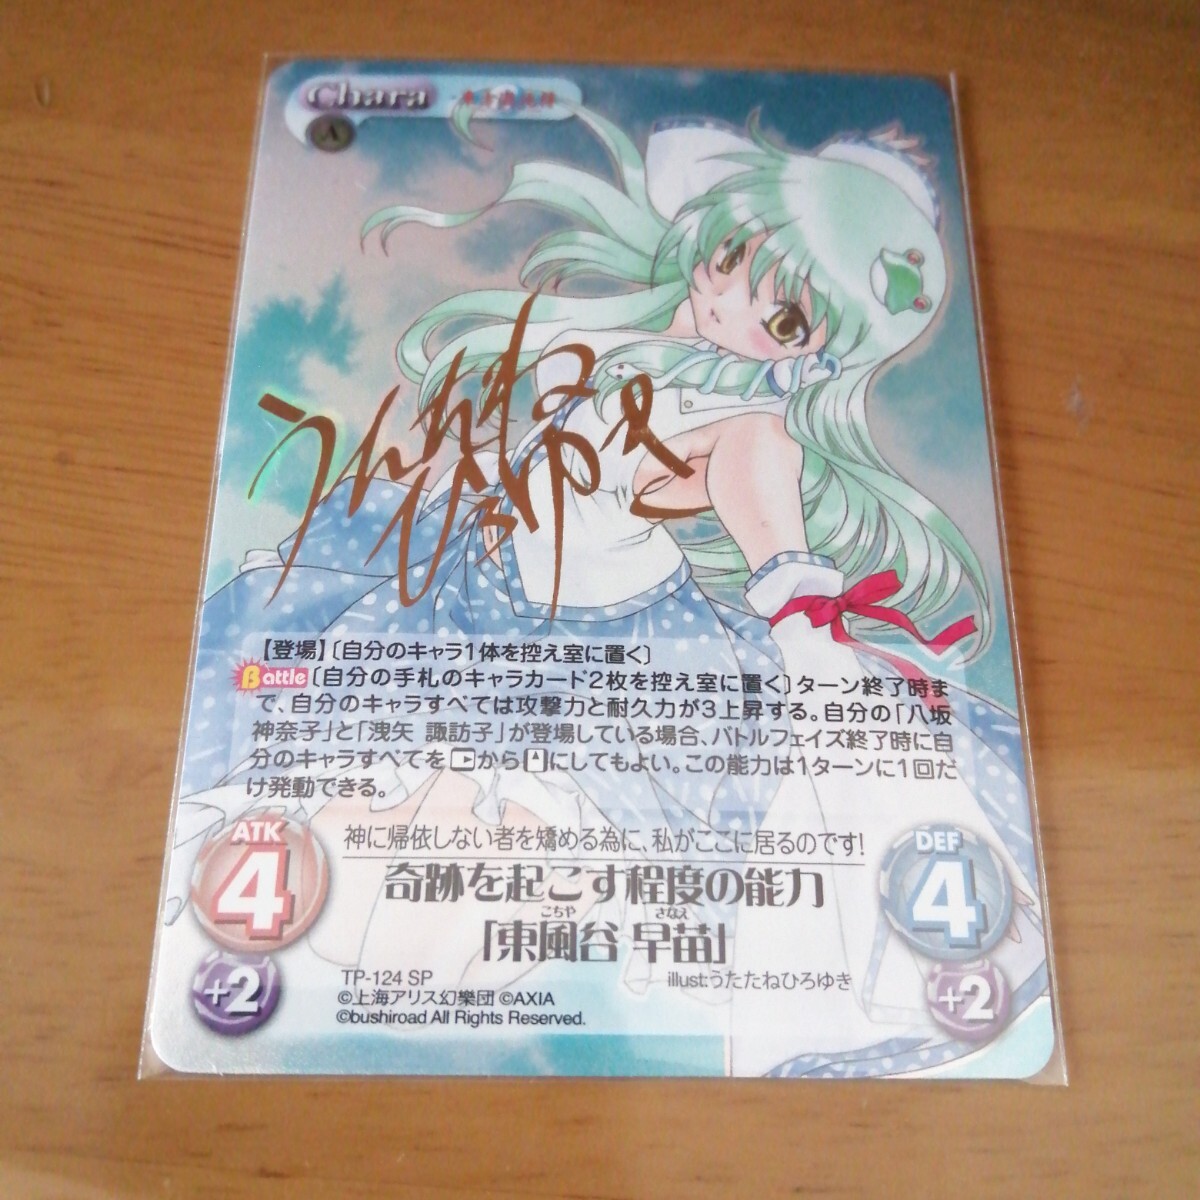 Chara
A
うたたねひろゆき
【登場】〔自分のキャラ1体を控え室に置く〕
Battle〔自分の手札のキャラカード2枚を控え室に置く〕ターン終了時ま
で、自分のキャラすべては攻撃力と耐久力が3上昇する。自分の「八坂
神奈子」と「洩矢 諏訪子」が登場している場合、バトルフェイズ終了時に自
分のキャラすべてを から にしてもよい。この能力は1ターンに1回だ
け発動できる。
ATK
4
+2
神に帰依しない者を矯める為に、私がここに居るのです!
奇跡を起こす程度の能力
こちや さなえ
「東風谷 早苗」
DEF
4
+2
TP-124 SP
illust:うたたねひろゆき
©上海アリス幻樂団 ©AXIA
©bushiroad All Rights Reserved.